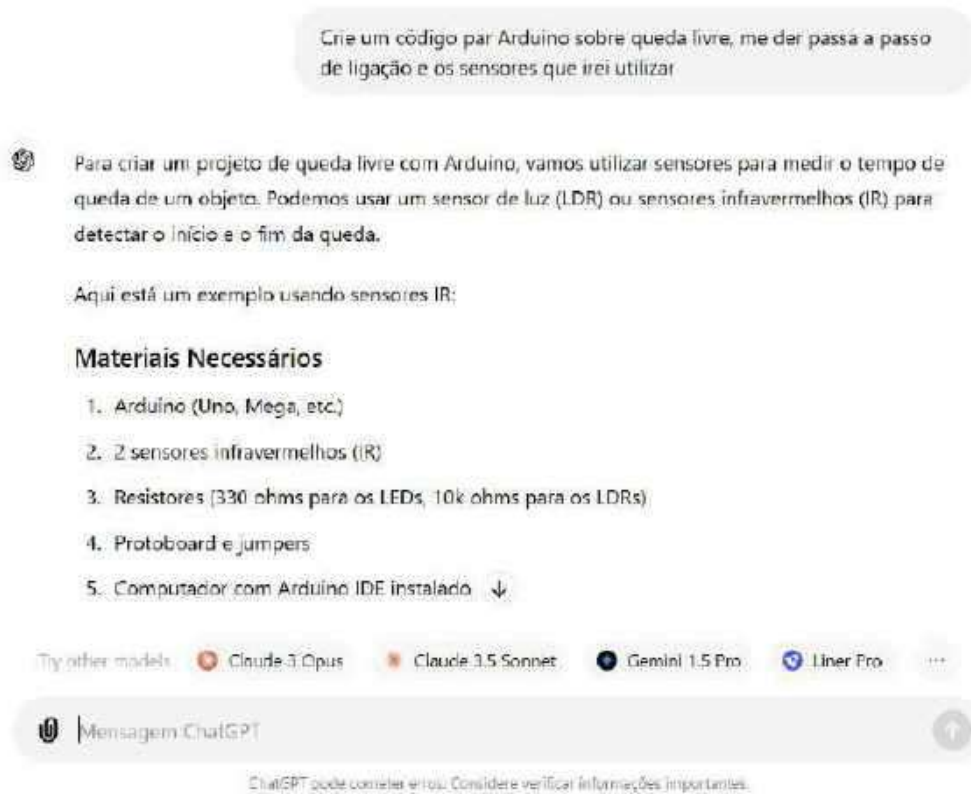 Crie um código par Arduino sobre queda livre, me der passa a passo
de ligação e os sensores que irei utilizar
Para criar um projeto de queda livre com Arduino, vamos utilizar sensores para medir o tempo de
queda de um objeto. Podemos usar um sensor de luz (LDR) ou sensores infravermelhos (IR) para
detectar o início e o fim da queda.
Aqui está um exemplo usando sensores IR:
Materiais Necessários
1. Arduino (Uno, Mega, etc.)
2. 2 sensores infravermelhos (IR)
3. Resistores (330 ohms para os LEDs, 10k ohms para os LDRs)
4. Protoboard e jumpers
5. Computador com Arduino IDE instalado
Try other models Claude 3 Opus Claude 3.5 Sonnet Gemini 1.5 Pro Liner Pro ...
Mensagem ChatGPT
ChatGPT pode cometer erros. Considere verificar informações importantes.